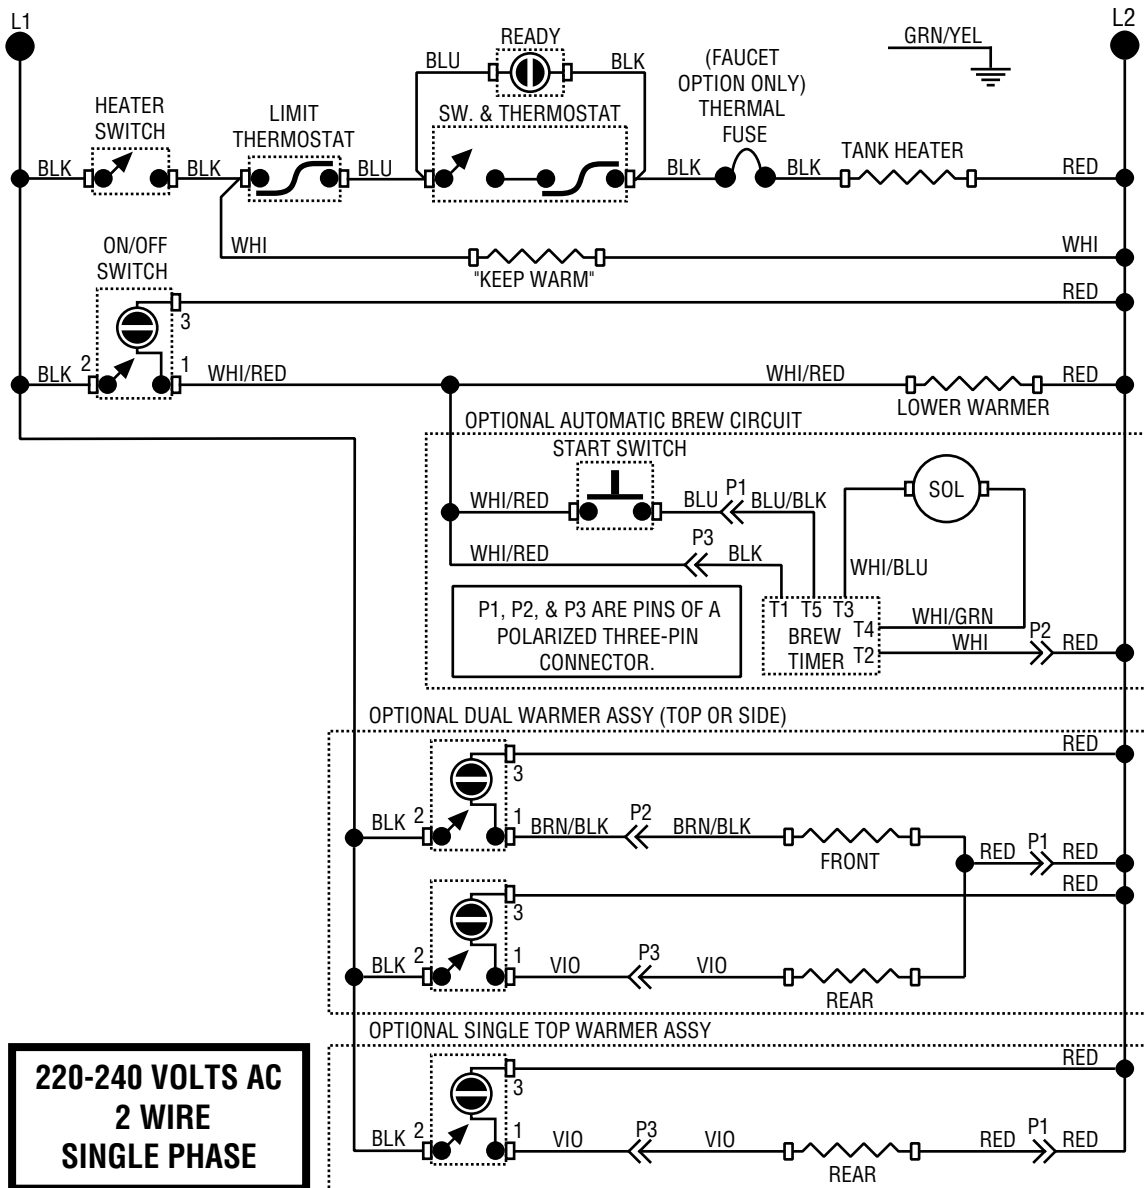 L1
L2
READY
GRN/YEL
BLU
BLK
(FAUCET
OPTION ONLY)
THERMAL
FUSE
HEATER
SWITCH
LIMIT
THERMOSTAT
SW. & THERMOSTAT
TANK HEATER
BLK
BLK
BLU
BLK
BLK
RED
ON/OFF
SWITCH
WHI
WHI
"KEEP WARM"
RED
3
BLK
2
1
WHI/RED
WHI/RED
RED
LOWER WARMER
OPTIONAL AUTOMATIC BREW CIRCUIT
START SWITCH
SOL
WHI/RED
BLU
P1
BLU/BLK
WHI/RED
P3
BLK
WHI/BLU
P1, P2, & P3 ARE PINS OF A
POLARIZED THREE-PIN
CONNECTOR.
T1 T5 T3
T4
BREW
TIMER
T2
WHI/GRN
WHI
P2
RED
OPTIONAL DUAL WARMER ASSY (TOP OR SIDE)
RED
3
BLK
2
1
BRN/BLK
P2
BRN/BLK
FRONT
RED
P1
RED
RED
3
BLK
2
1
VIO
P3
VIO
REAR
OPTIONAL SINGLE TOP WARMER ASSY
RED
3
BLK
2
1
VIO
P3
VIO
REAR
RED
P1
RED
220-240 VOLTS AC
2 WIRE
SINGLE PHASE